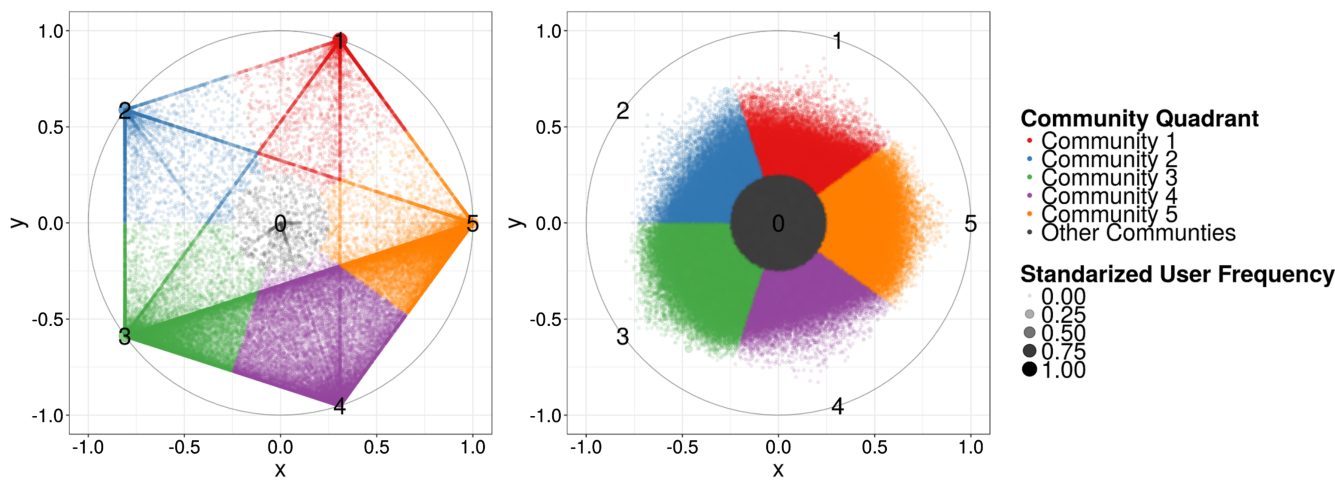 1.0
0.5
0.0
-0.5
-1.0
y
-1.0 -0.5 0.0 0.5 1.0
x
1
2
0
5
3
4
1.0
0.5
0.0
-0.5
-1.0
y
-1.0 -0.5 0.0 0.5 1.0
x
1
2
0
5
3
4
Community Quadrant
Community 1
Community 2
Community 3
Community 4
Community 5
Other Communties
Standarized User Frequency
0.00
0.25
0.50
0.75
1.00